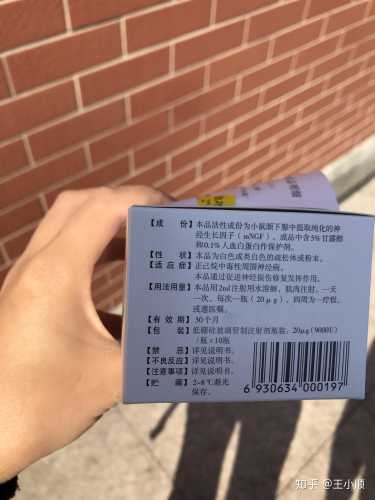 【成 份】本品活性成份为小鼠颌下腺中提取纯化的神
经生长因子（mNGF），成品中含5%甘露醇
和0.1%人血白蛋白作保护剂。
【性 状】本品为白色或类白色的疏松体或粉末。
【适 应 症】正己烷中毒性周围神经病。
本品通过促进神经损伤修复发挥作用。
【用法用量】本品用2ml注射用水溶解，肌肉注射。一天
一次，每次一瓶（20μg），四周为一疗程，
或遵医嘱。
【有 效 期】36个月
【包 装】低硼硅玻璃管制注射剂瓶装；20μg(9000U)
/瓶×10瓶
【禁 忌】详见说明书。
【不良反应】详见说明书。
【注意事项】详见说明书。
【贮 藏】2~8℃避光
保存。
6 930634 000197
知乎 @王小顺